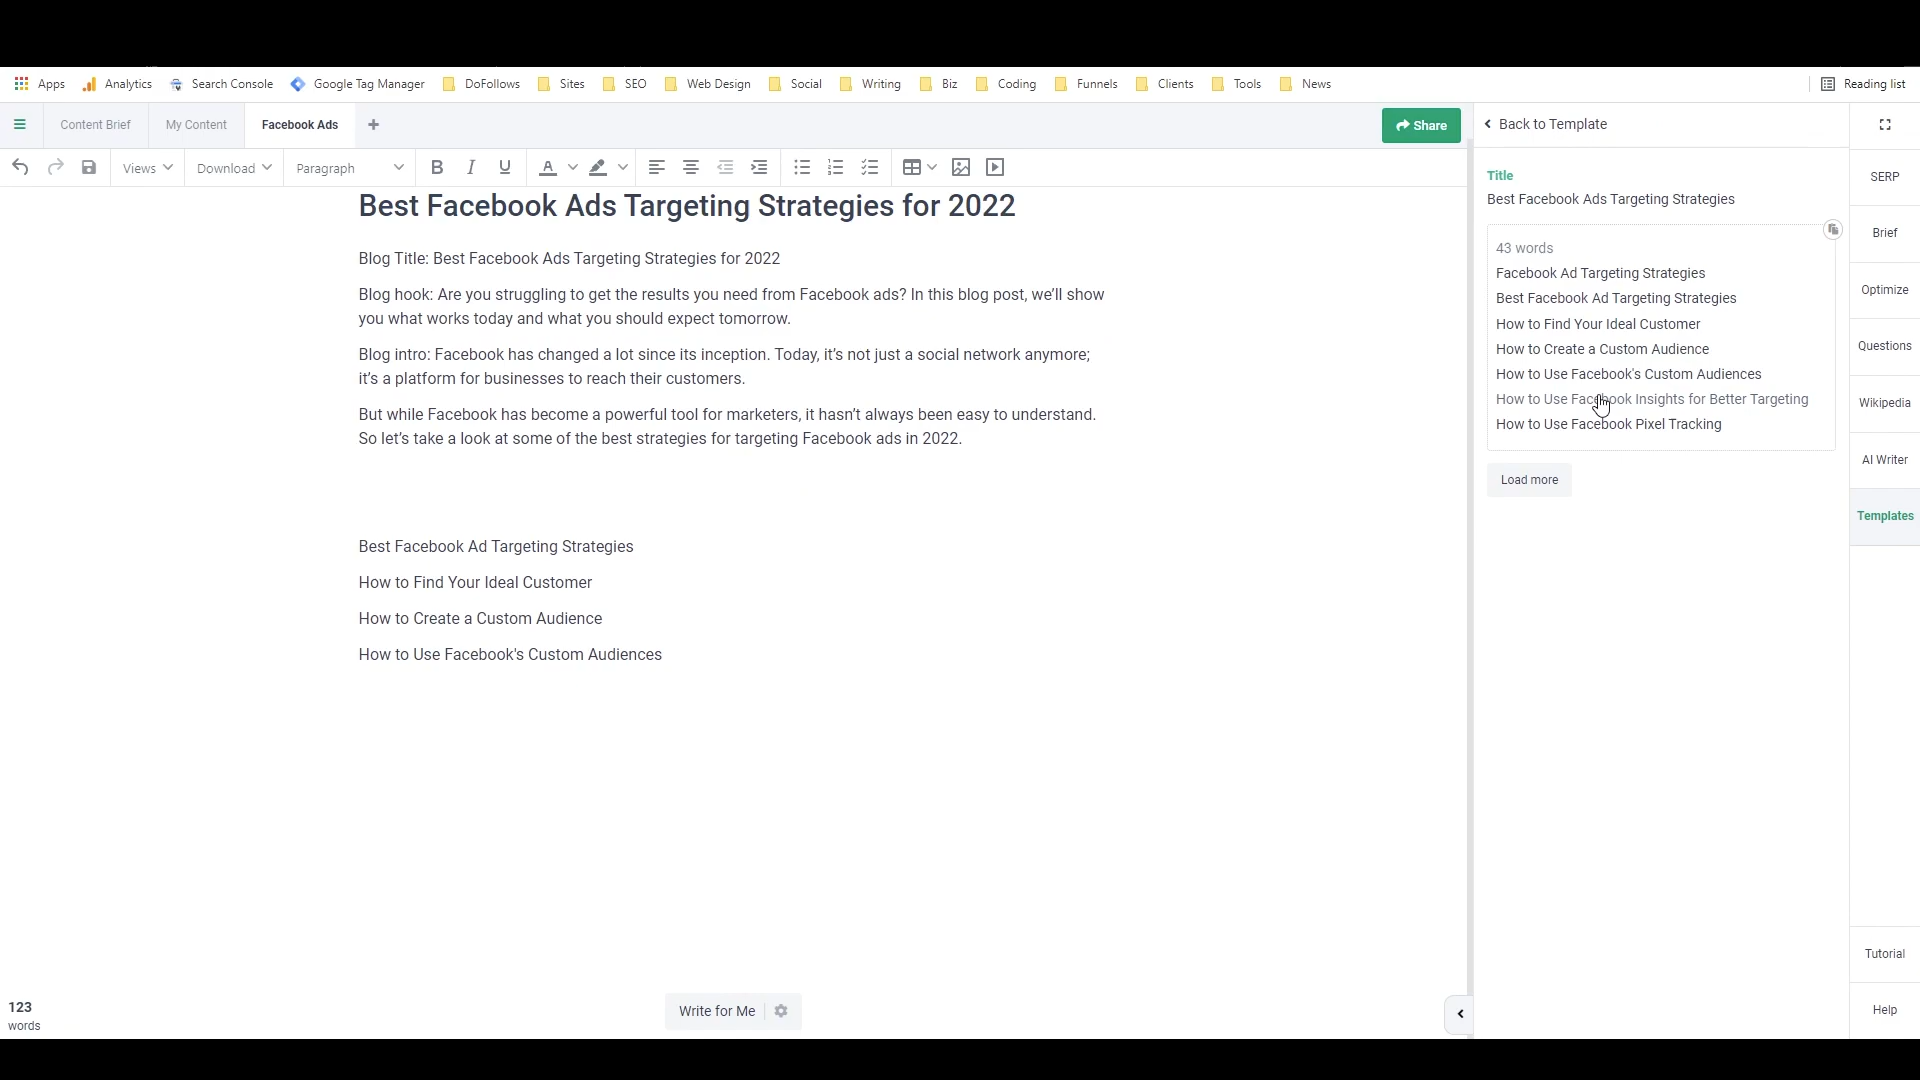 Apps Analytics Search Console Google Tag Manager DoFollows Sites SEO Web Design Social Writing Biz Coding Funnels Clients Tools News Reading list
Content Brief My Content Facebook Ads Share
Views Download Paragraph B I U A
Best Facebook Ads Targeting Strategies for 2022
Blog Title: Best Facebook Ads Targeting Strategies for 2022
Blog hook: Are you struggling to get the results you need from Facebook ads? In this blog post, we’ll show
you what works today and what you should expect tomorrow.
Blog intro: Facebook has changed a lot since its inception. Today, it’s not just a social network anymore;
it’s a platform for businesses to reach their customers.
But while Facebook has become a powerful tool for marketers, it hasn’t always been easy to understand.
So let’s take a look at some of the best strategies for targeting Facebook ads in 2022.
Best Facebook Ad Targeting Strategies
How to Find Your Ideal Customer
How to Create a Custom Audience
How to Use Facebook's Custom Audiences
123
words
Write for Me
Back to Template
Title
Best Facebook Ads Targeting Strategies
43 words
Facebook Ad Targeting Strategies
Best Facebook Ad Targeting Strategies
How to Find Your Ideal Customer
How to Create a Custom Audience
How to Use Facebook's Custom Audiences
How to Use Facebook Insights for Better Targeting
How to Use Facebook Pixel Tracking
Load more
SERP
Brief
Optimize
Questions
Wikipedia
AI Writer
Templates
Tutorial
Help